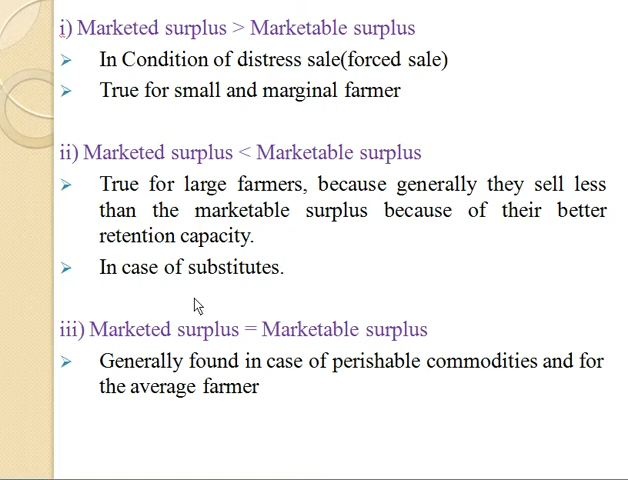 i) Marketed surplus > Marketable surplus
➢ In Condition of distress sale(forced sale)
➢ True for small and marginal farmer
ii) Marketed surplus < Marketable surplus
➢ True for large farmers, because generally they sell less
than the marketable surplus because of their better
retention capacity.
➢ In case of substitutes.
iii) Marketed surplus = Marketable surplus
➢ Generally found in case of perishable commodities and for
the average farmer